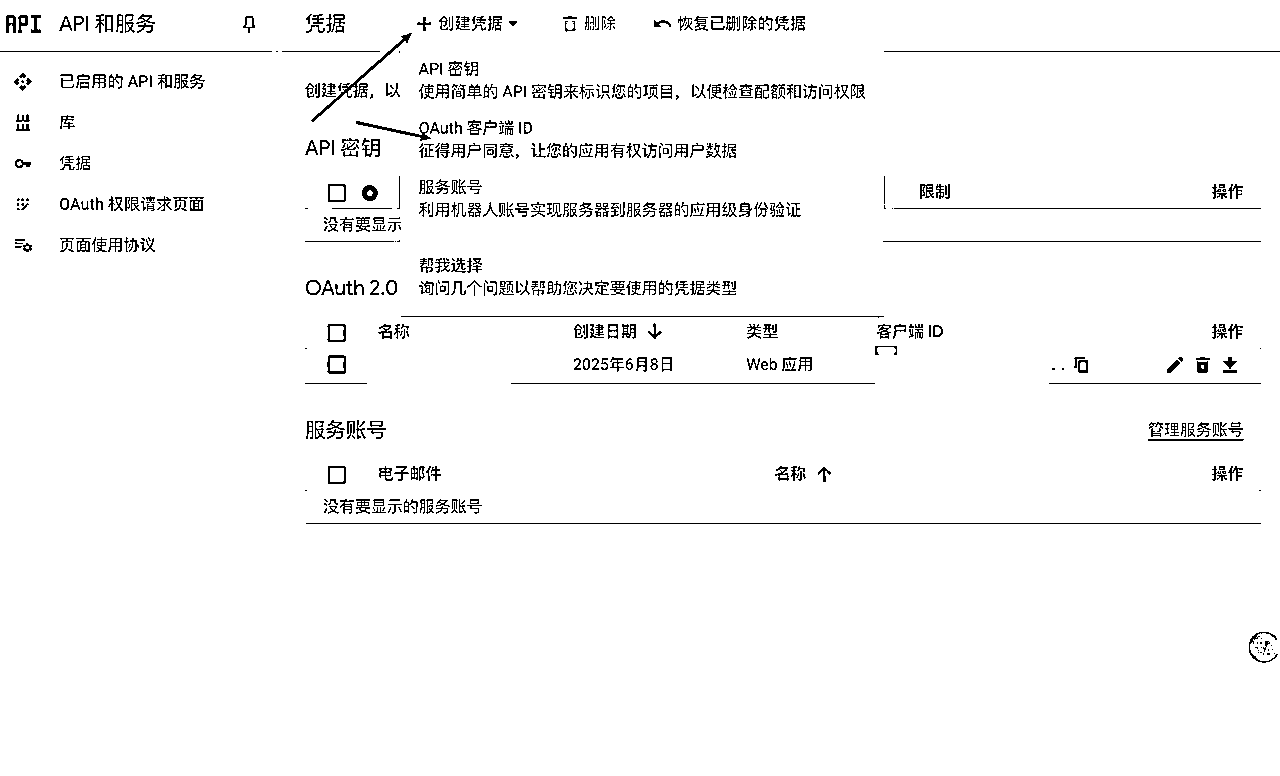 API API 和服务
凭据
创建凭据
删除
恢复已删除的凭据
已启用的 API 和服务
库
凭据
OAuth 权限请求页面
页面使用协议
创建凭据，以
API 密钥
使用简单的 API 密钥来标识您的项目，以便检查配额和访问权限
OAuth 客户端 ID
征得用户同意，让您的应用有权访问用户数据
服务账号
利用机器人账号实现服务器到服务器的应用级身份验证
帮我选择
询问几个问题以帮助您决定要使用的凭据类型
API 密钥
限制 操作
没有要显示
OAuth 2.0
名称 创建日期 类型 客户端 ID 操作
2025年6月8日 Web 应用
服务账号 管理服务账号
电子邮件 名称 操作
没有要显示的服务账号